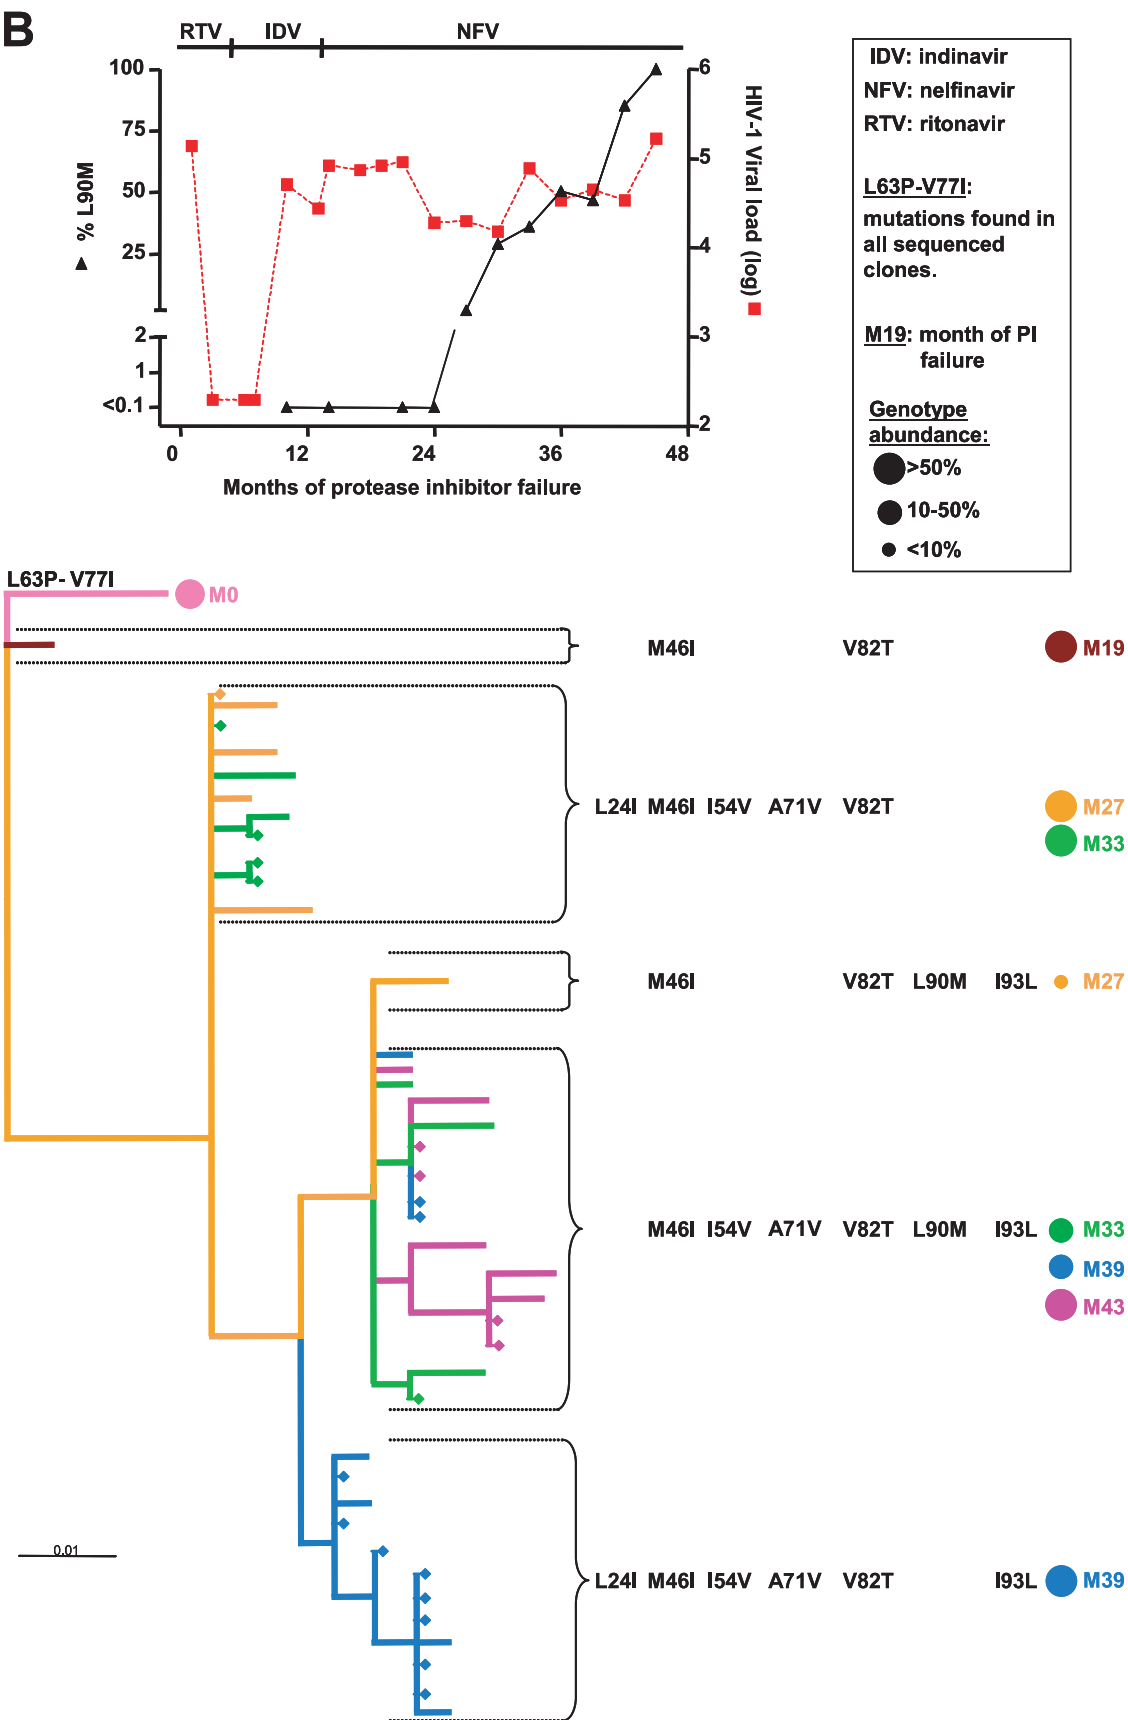 B
RTV IDV NFV
100
75
50
25
2
1
<0.1
▲ % L90M
6
5
4
3
2
HIV-1 Viral load (log)
0 12 24 36 48
Months of protease inhibitor failure
IDV: indinavir
NFV: nelfinavir
RTV: ritonavir
L63P-V77I:
mutations found in
all sequenced
clones.
M19: month of PI
failure
Genotype
abundance:
>50%
10-50%
<10%
L63P- V77I
M0
M46I V82T M19
L24I M46I I54V A71V V82T M27
M33
M46I V82T L90M I93L M27
M46I I54V A71V V82T L90M I93L M33
M39
M43
0.01
L24I M46I I54V A71V V82T I93L M39